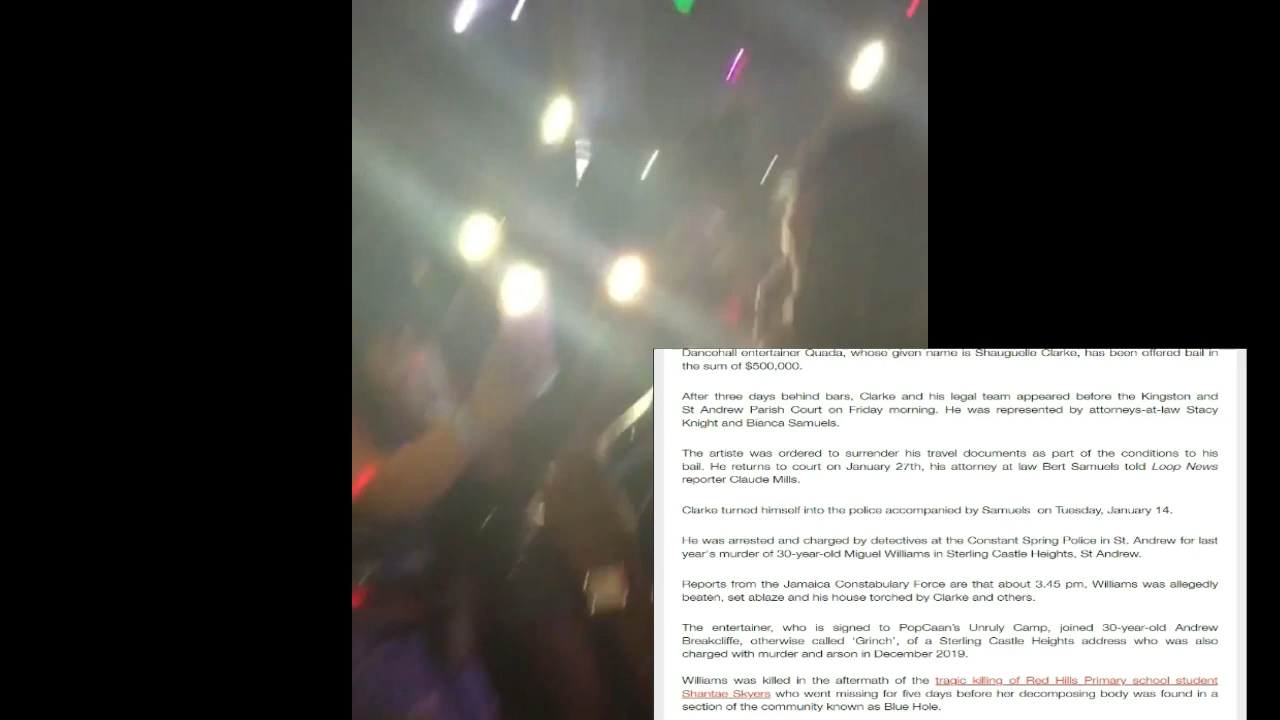 Dancehall entertainer Quada, whose given name is Shauguelle Clarke, has been offered bail in
the sum of $500,000.
After three days behind bars, Clarke and his legal team appeared before the Kingston and
St Andrew Parish Court on Friday morning. He was represented by attorneys-at-law Stacy
Knight and Bianca Samuels.
The artiste was ordered to surrender his travel documents as part of the conditions to his
bail. He returns to court on January 27th, his attorney at law Bert Samuels told Loop News
reporter Claude Mills.
Clarke turned himself into the police accompanied by Samuels on Tuesday, January 14.
He was arrested and charged by detectives at the Constant Spring Police in St. Andrew for last
year's murder of 30-year-old Miguel Williams in Sterling Castle Heights, St Andrew.
Reports from the Jamaica Constabulary Force are that about 3.45 pm, Williams was allegedly
beaten, set ablaze and his house torched by Clarke and others.
The entertainer, who is signed to PopCaan's Unruly Camp, joined 30-year-old Andrew
Breakcliffe, otherwise called 'Grinch', of a Sterling Castle Heights address who was also
charged with murder and arson in December 2019.
Williams was killed in the aftermath of the tragic killing of Red Hills Primary school student
Shantae Skyers who went missing for five days before her decomposing body was found in a
section of the community known as Blue Hole.